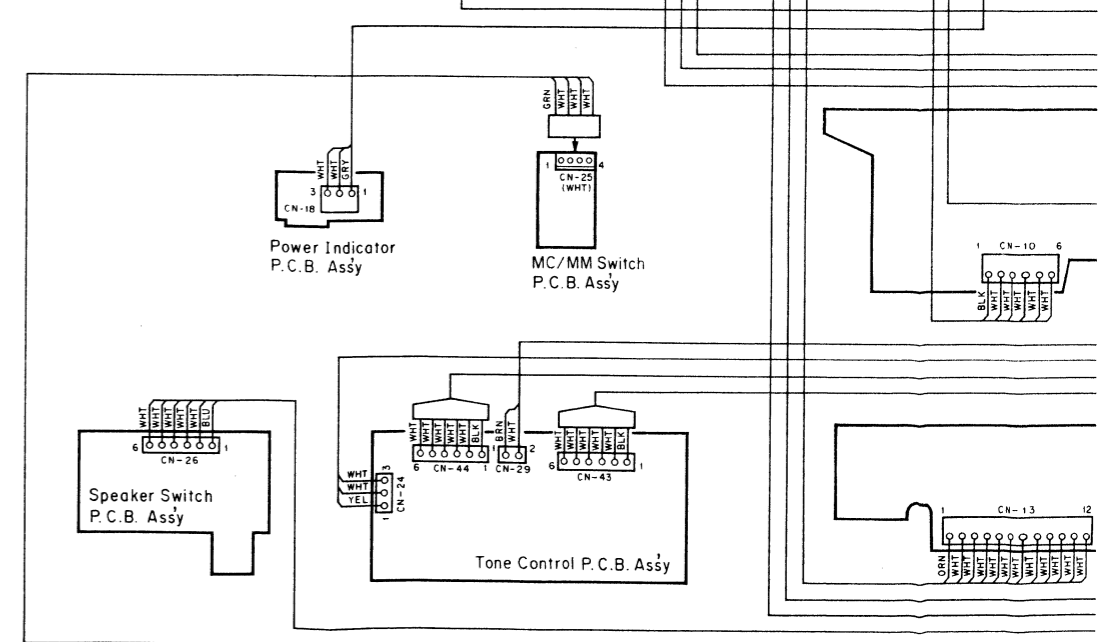 GRN
WHT
WHT
WHT
1
4
CN-25
(WHT)
MC/MM Switch
P.C.B. Ass'y
WHT
WHT
GRY
3
1
CN-18
Power Indicator
P.C.B. Ass'y
1 CN-10 6
BLK
WHT
WHT
WHT
WHT
WHT
WHT
WHT
WHT
WHT
WHT
BLU
6
1
CN-26
Speaker Switch
P.C.B. Ass'y
WHT
WHT
WHT
WHT
WHT
BLK
6 CN-44 1
BRN
WHT
1
2
CN-29
WHT
WHT
WHT
WHT
WHT
BLK
6
1
CN-43
WHT
WHT
YEL
3
CN-24
1
Tone Control P.C.B. Ass'y
1 CN-13 12
ORN
WHT
WHT
WHT
WHT
WHT
WHT
WHT
WHT
WHT
WHT
WHT